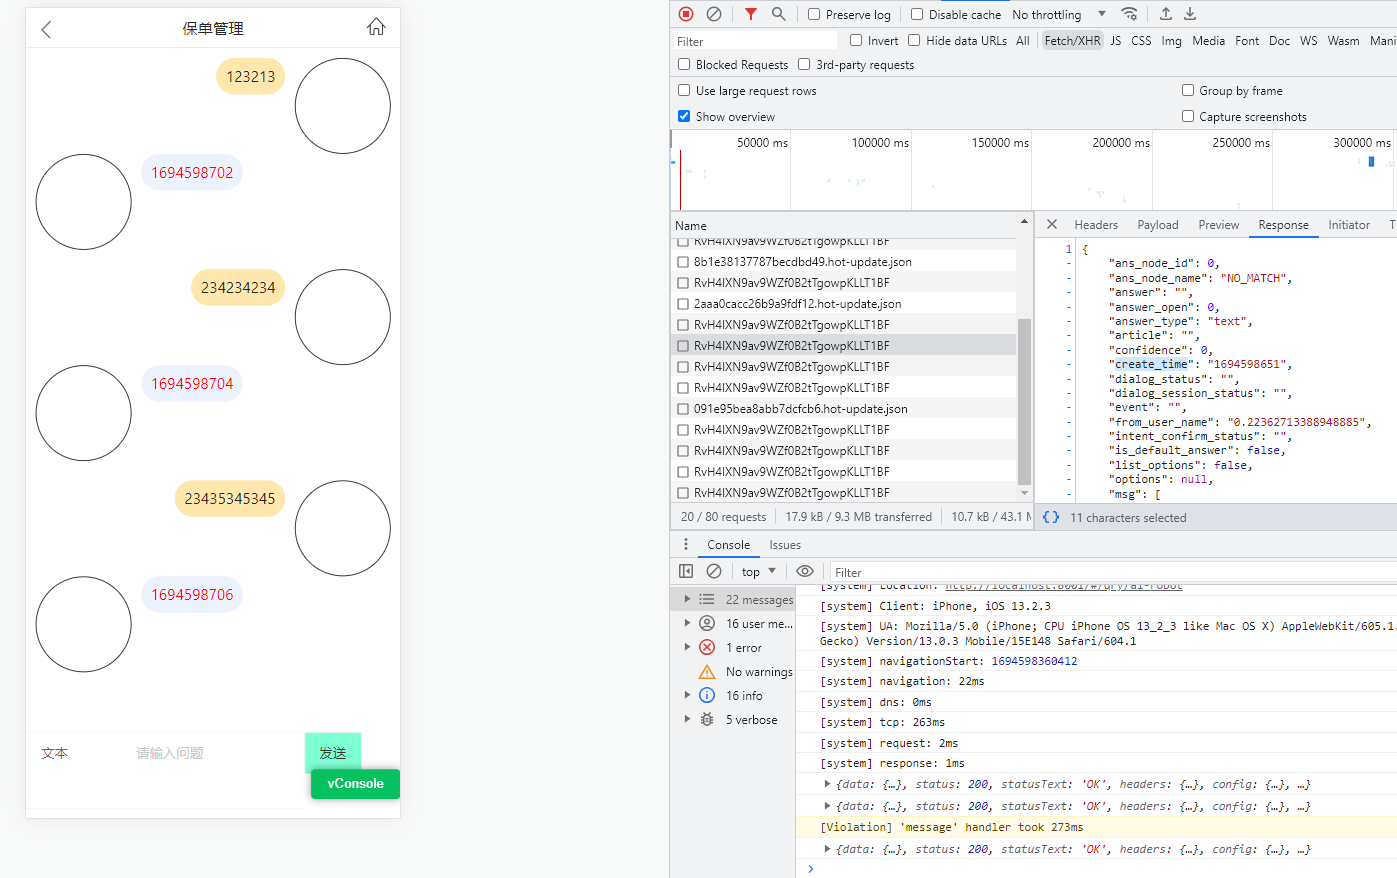 保单管理
123213
1694598702
234234234
1694598704
23435345345
1694598706
文本
请输入问题
发送
vConsole
Preserve log
Disable cache
No throttling
Filter
Invert
Hide data URLs
All
Fetch/XHR
JS
CSS
Img
Media
Font
Doc
WS
Wasm
Mani
Blocked Requests
3rd-party requests
Use large request rows
Group by frame
Show overview
Capture screenshots
50000 ms
100000 ms
150000 ms
200000 ms
250000 ms
300000 ms
Name
RvH4lXN9av9WZf0B2tTgowpKLLT1BF
8b1e38137787becdbd49.hot-update.json
RvH4lXN9av9WZf0B2tTgowpKLLT1BF
2aaa0cacc26b9a9fdf12.hot-update.json
RvH4lXN9av9WZf0B2tTgowpKLLT1BF
RvH4lXN9av9WZf0B2tTgowpKLLT1BF
RvH4lXN9av9WZf0B2tTgowpKLLT1BF
RvH4lXN9av9WZf0B2tTgowpKLLT1BF
091e95bea8abb7dcfcb6.hot-update.json
RvH4lXN9av9WZf0B2tTgowpKLLT1BF
RvH4lXN9av9WZf0B2tTgowpKLLT1BF
RvH4lXN9av9WZf0B2tTgowpKLLT1BF
RvH4lXN9av9WZf0B2tTgowpKLLT1BF
20 / 80 requests
17.9 kB / 9.3 MB transferred
10.7 kB / 43.1 M
Headers
Payload
Preview
Response
Initiator
T
1 {
- "ans_node_id": 0,
- "ans_node_name": "NO_MATCH",
- "answer": "",
- "answer_open": 0,
- "answer_type": "text",
- "article": "",
- "confidence": 0,
- "create_time": "1694598651",
- "dialog_status": "",
- "dialog_session_status": "",
- "event": "",
- "from_user_name": "0.22362713388948885",
- "intent_confirm_status": "",
- "is_default_answer": false,
- "list_options": false,
- "options": null,
- "msg": [
{} 11 characters selected
Console
Issues
top
Filter
22 messages
16 user me...
1 error
No warnings
16 info
5 verbose
[system] Location: http://localhost:8001/#/qry/ai-robot
[system] Client: iPhone, iOS 13.2.3
[system] UA: Mozilla/5.0 (iPhone; CPU iPhone OS 13_2_3 like Mac OS X) AppleWebKit/605.1.
Gecko) Version/13.0.3 Mobile/15E148 Safari/604.1
[system] navigationStart: 1694598360412
[system] navigation: 22ms
[system] dns: 0ms
[system] tcp: 263ms
[system] request: 2ms
[system] response: 1ms
{data: {…}, status: 200, statusText: 'OK', headers: {…}, config: {…}, …}
{data: {…}, status: 200, statusText: 'OK', headers: {…}, config: {…}, …}
[Violation] 'message' handler took 273ms
{data: {…}, status: 200, statusText: 'OK', headers: {…}, config: {…}, …}